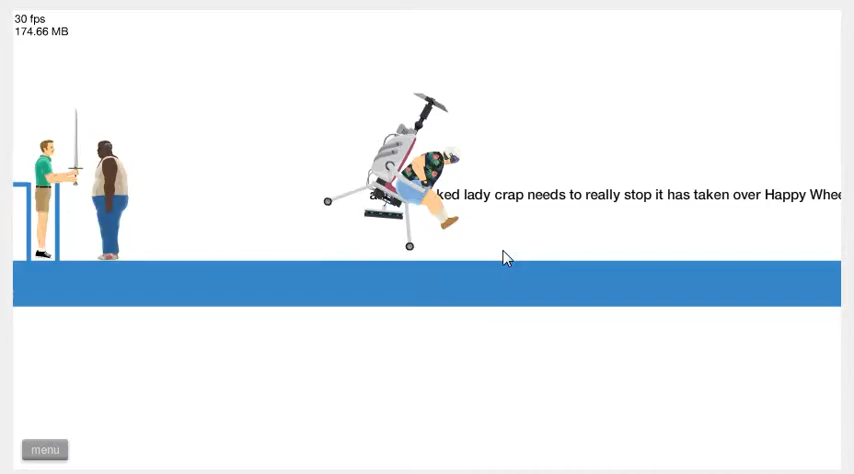 30 fps
174.66 MB
ked lady crap needs to really stop it has taken over Happy Whee
menu